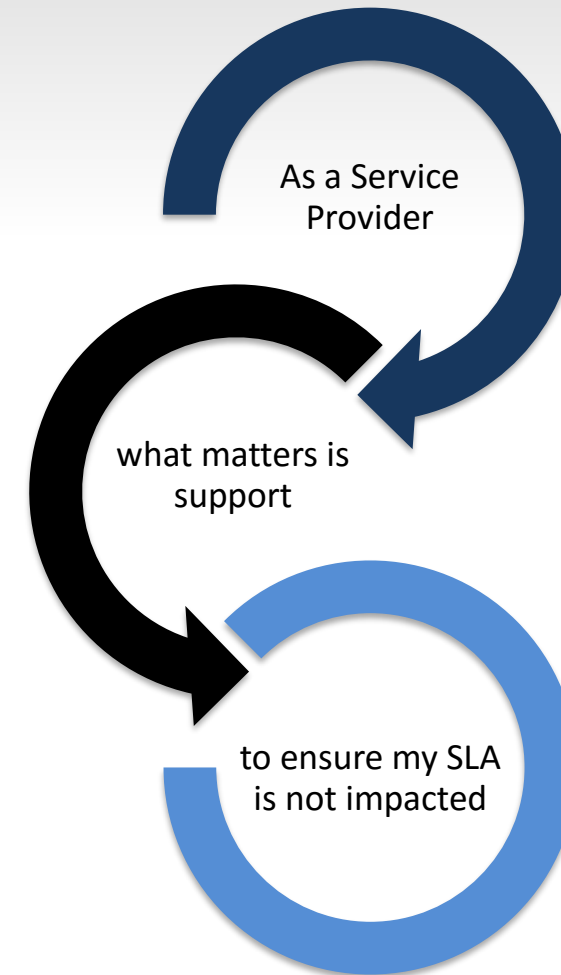 As a Service
Provider
what matters is
support
to ensure my SLA
is not impacted